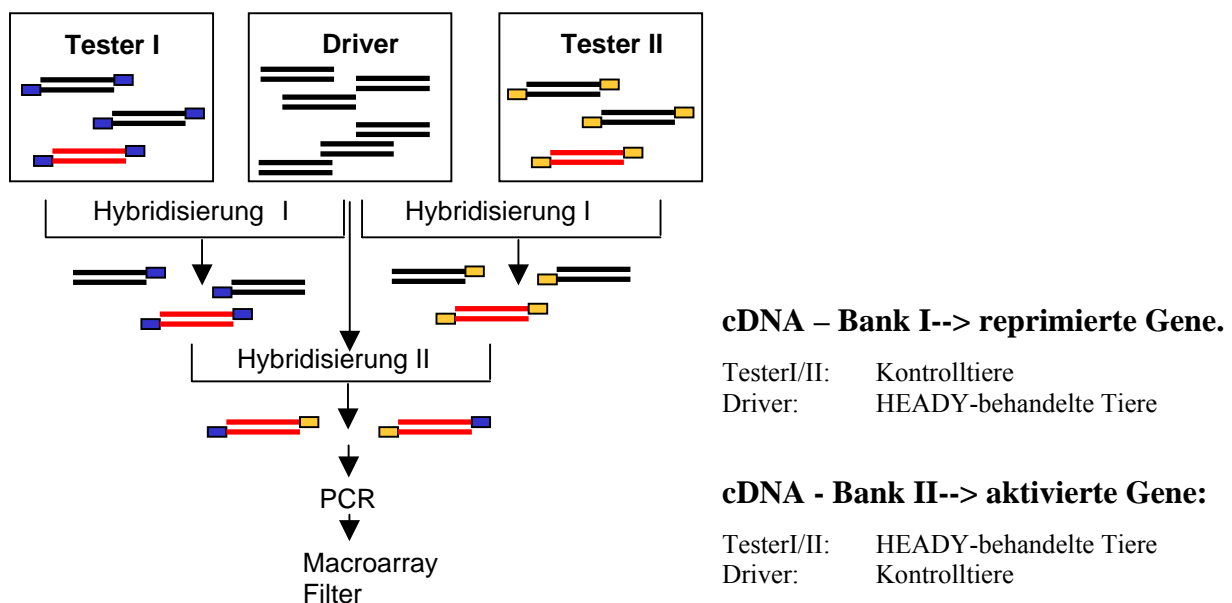 Tester I
Driver
Tester II
Hybridisierung I
Hybridisierung I
Hybridisierung II
PCR
Macroarray
Filter
cDNA – Bank I--> reprimierte Gene.
TesterI/II: Kontrolltiere
Driver: HEADY-behandelte Tiere
cDNA - Bank II--> aktivierte Gene:
TesterI/II: HEADY-behandelte Tiere
Driver: Kontrolltiere